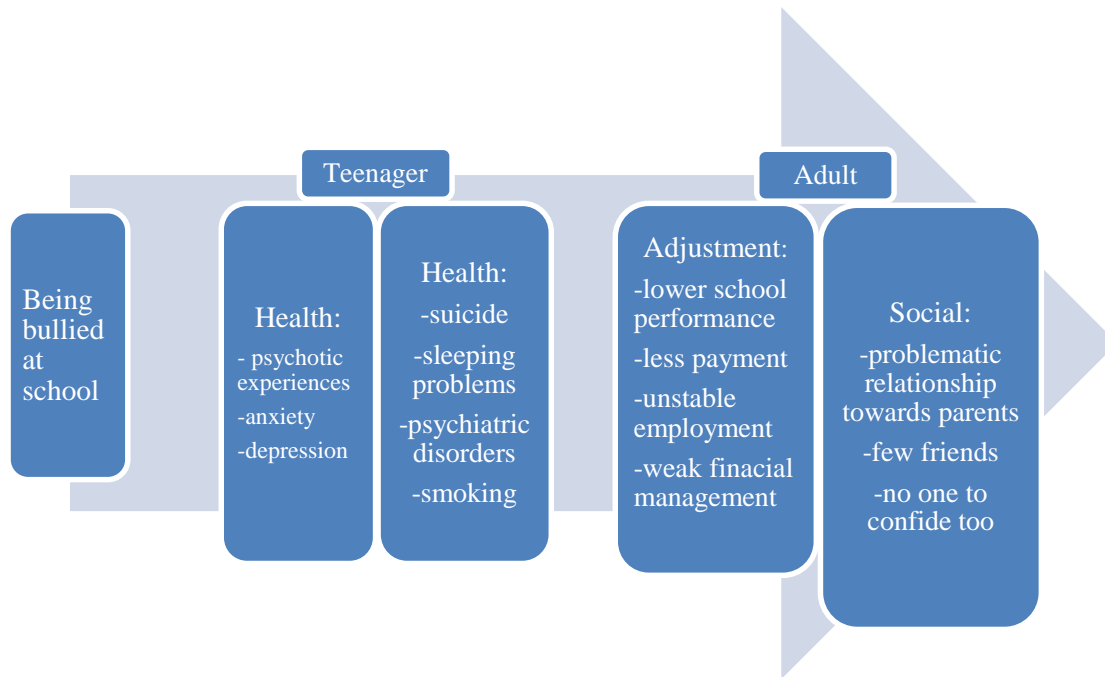 Teenager
Adult
Being
bullied
at
school
Health:
- psychotic
experiences
-anxiety
-depression
Health:
-suicide
-sleeping
problems
-psychiatric
disorders
-smoking
Adjustment:
-lower school
performance
-less payment
-unstable
employment
-weak finacial
management
Social:
-problematic
relationship
towards parents
-few friends
-no one to
confide too